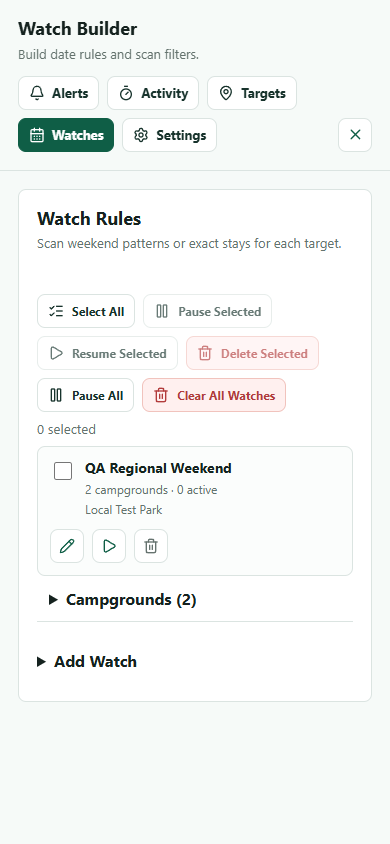 Watch Builder
Build date rules and scan filters.
Alerts
Activity
Targets
Watches
Settings
Watch Rules
Scan weekend patterns or exact stays for each target.
Select All
Pause Selected
Resume Selected
Delete Selected
Pause All
Clear All Watches
0 selected
QA Regional Weekend
2 campgrounds · 0 active
Local Test Park
Campgrounds (2)
Add Watch